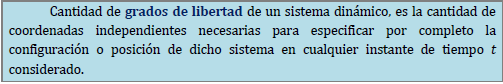 Cantidad de grados de libertad de un sistema dinámico, es la cantidad de
coordenadas independientes necesarias para especificar por completo la
configuración o posición de dicho sistema en cualquier instante de tiempo t
considerado.